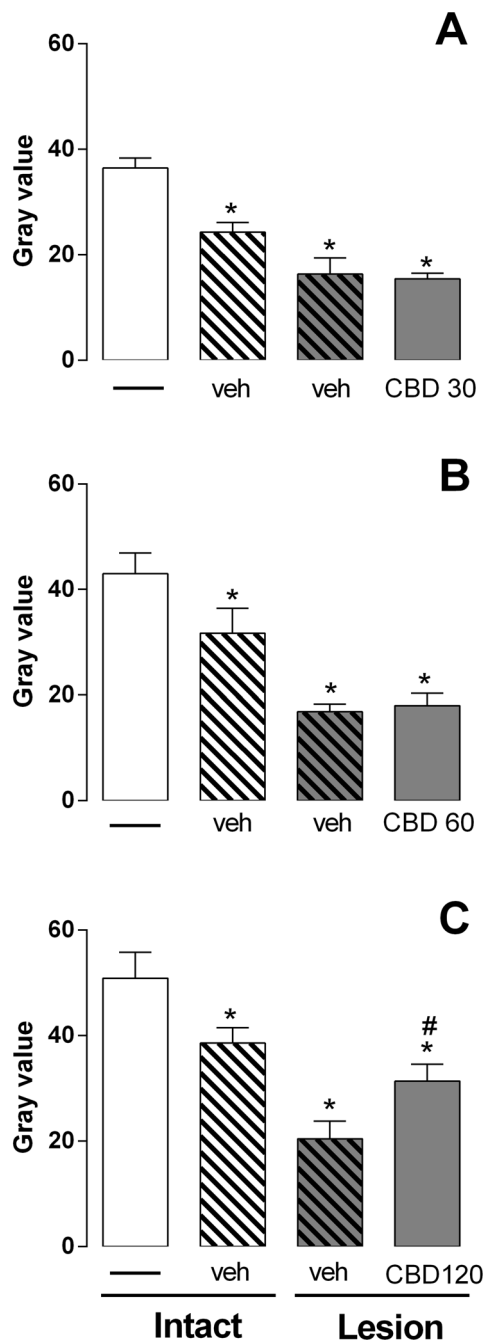 A
60
40
20
0
Gray value
*
*
*
veh
veh
CBD 30
B
60
40
20
0
Gray value
*
*
*
veh
veh
CBD 60
C
60
40
20
0
Gray value
*
*
#
*
veh
veh
CBD120
Intact
Lesion